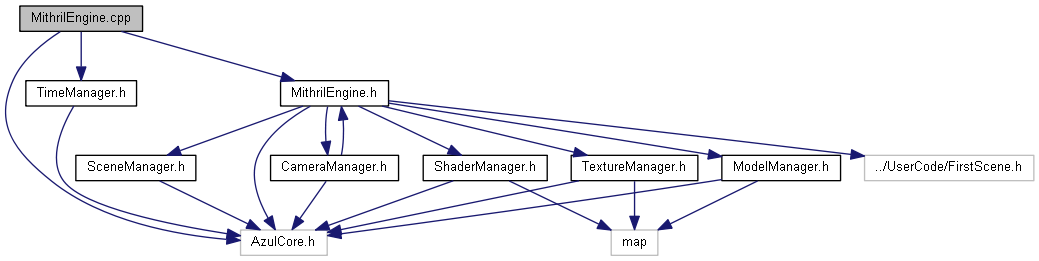 MithrilEngine.cpp
TimeManager.h
MithrilEngine.h
SceneManager.h
CameraManager.h
ShaderManager.h
TextureManager.h
ModelManager.h
../UserCode/FirstScene.h
AzulCore.h
map